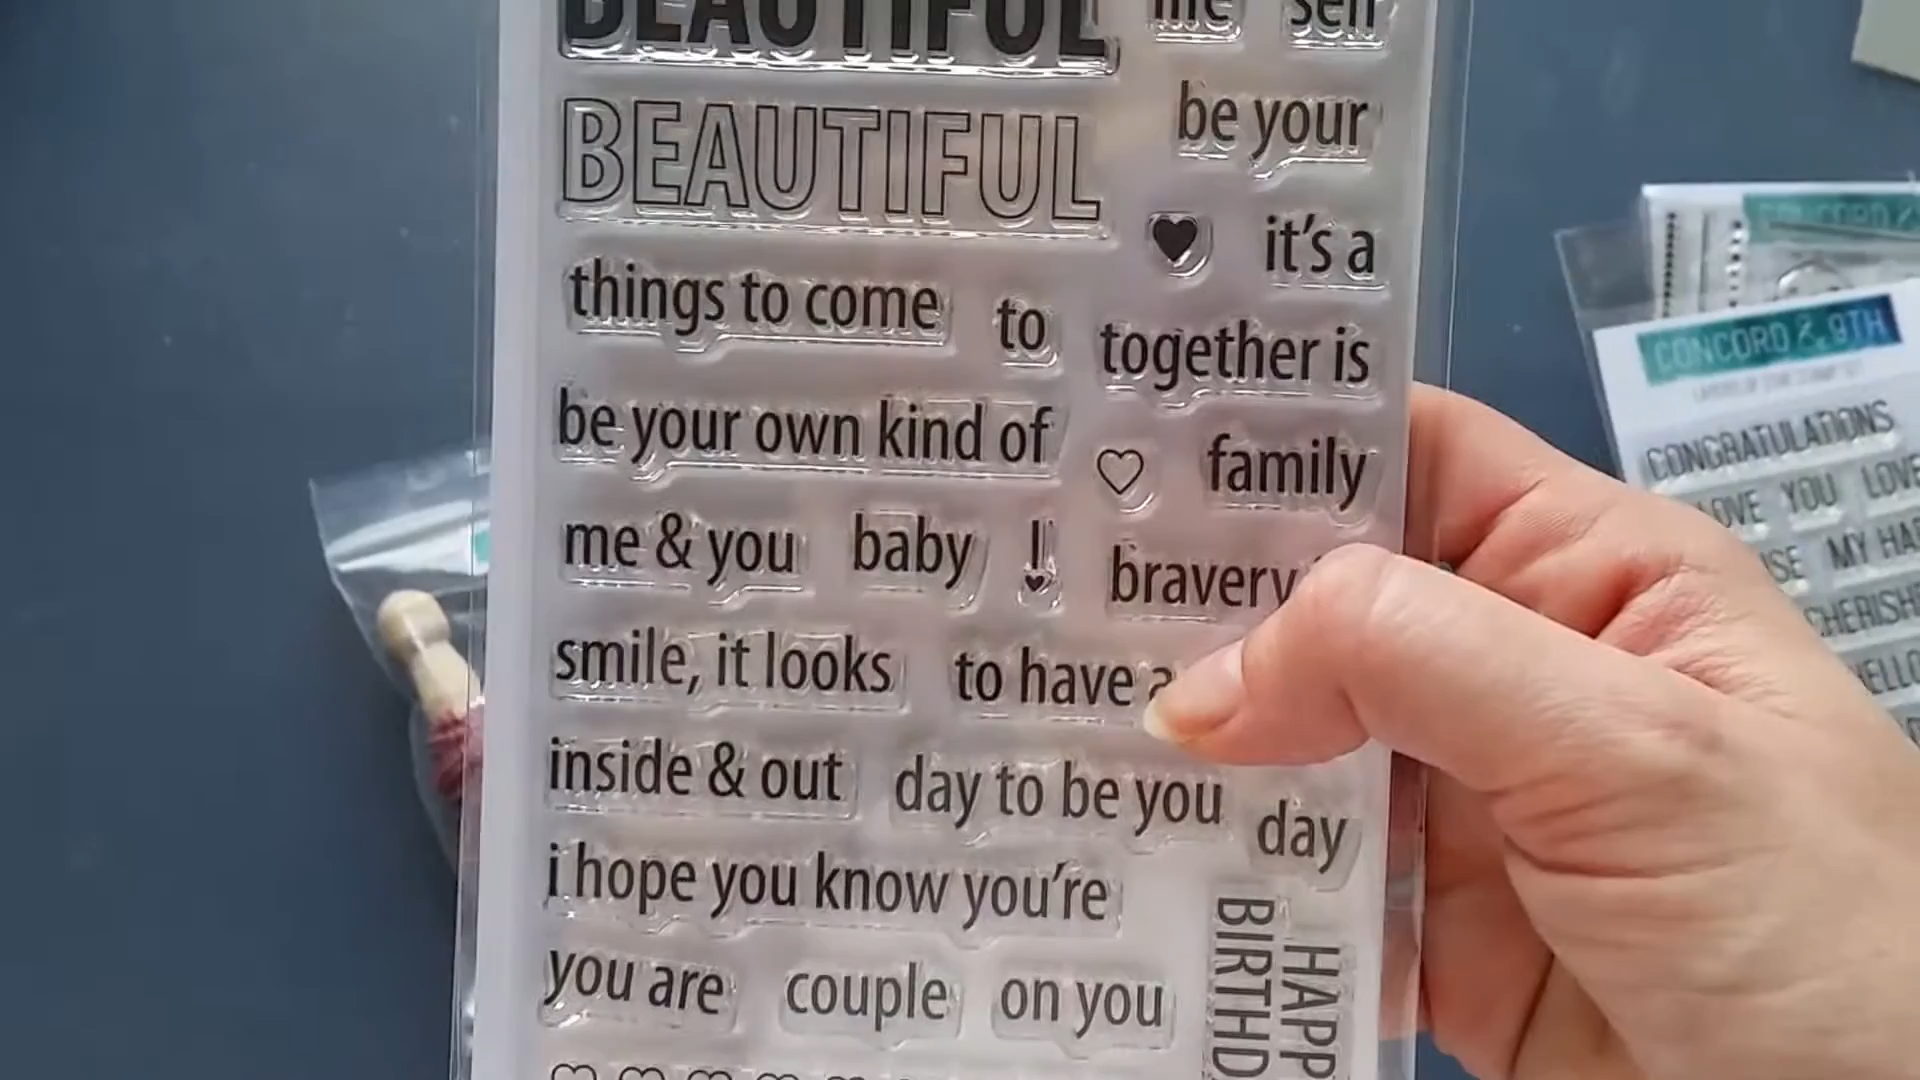 BEAUTIFUL
life self
BEAUTIFUL
be your
it's a
things to come to
together is
be your own kind of
family
me & you baby !
bravery
smile, it looks to have a
inside & out day to be you day
i hope you know you're
you are couple on you
HAPP
BIRTHD
CONCORD & 9TH
CONCORD &
CONGRATULATIONS
LOVE YOU LOVE
MY
CHERISH